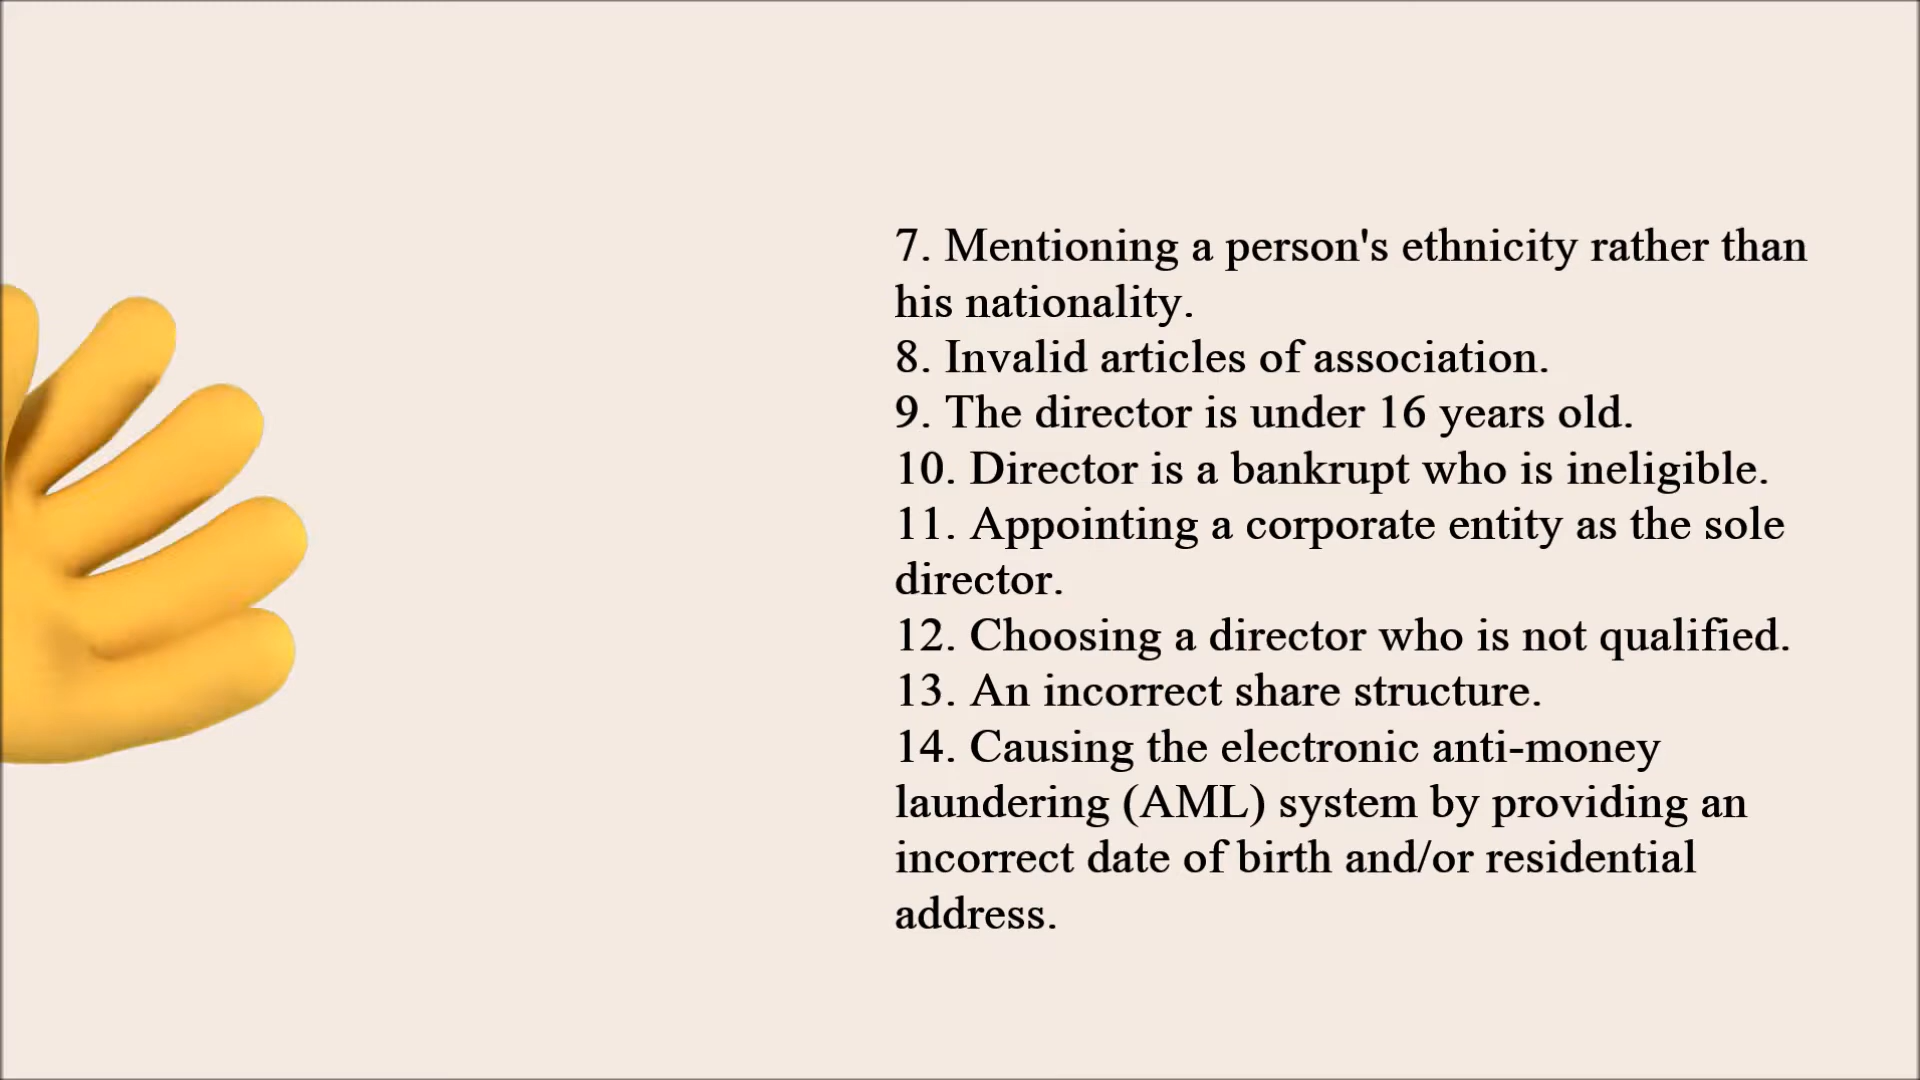 7. Mentioning a person's ethnicity rather than
his nationality.
8. Invalid articles of association.
9. The director is under 16 years old.
10. Director is a bankrupt who is ineligible.
11. Appointing a corporate entity as the sole
director.
12. Choosing a director who is not qualified.
13. An incorrect share structure.
14. Causing the electronic anti-money
laundering (AML) system by providing an
incorrect date of birth and/or residential
address.